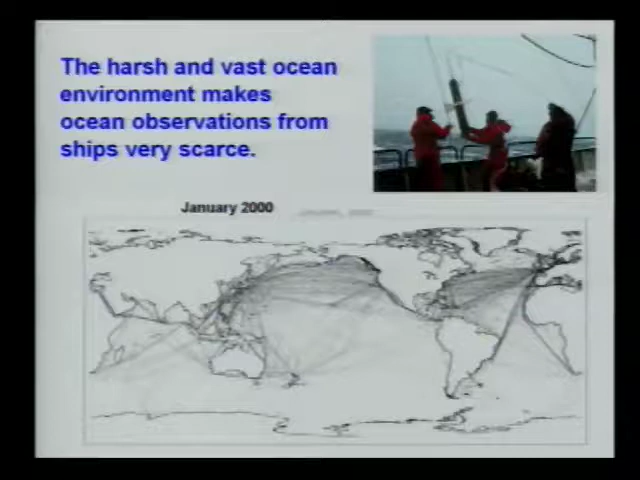 The harsh and vast ocean
environment makes
ocean observations from
ships very scarce.
January 2000